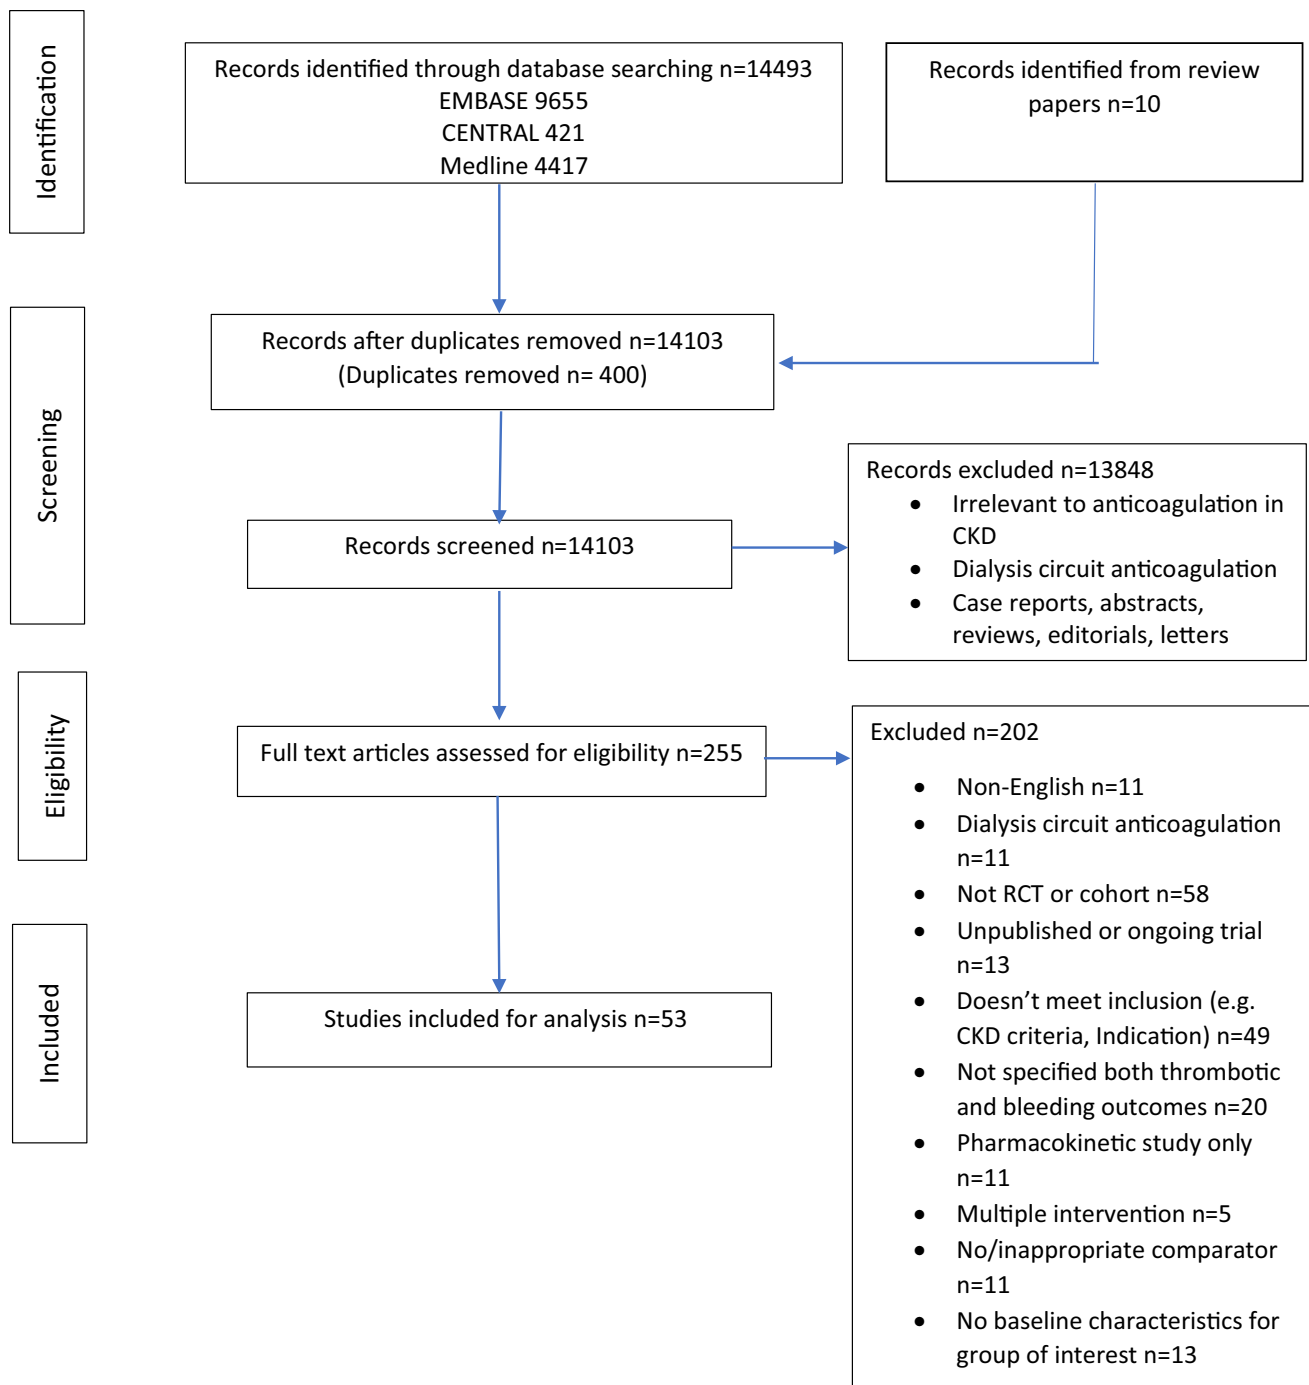 Identification
Records identified through database searching n=14493
EMBASE 9655
CENTRAL 421
Medline 4417
Records identified from review
papers n=10
Screening
Records after duplicates removed n=14103
(Duplicates removed n= 400)
Records screened n=14103
Records excluded n=13848
• Irrelevant to anticoagulation in
CKD
• Dialysis circuit anticoagulation
• Case reports, abstracts,
reviews, editorials, letters
Eligibility
Full text articles assessed for eligibility n=255
Excluded n=202
• Non-English n=11
• Dialysis circuit anticoagulation
n=11
• Not RCT or cohort n=58
• Unpublished or ongoing trial
n=13
• Doesn’t meet inclusion (e.g.
CKD criteria, Indication) n=49
• Not specified both thrombotic
and bleeding outcomes n=20
• Pharmacokinetic study only
n=11
• Multiple intervention n=5
• No/inappropriate comparator
n=11
• No baseline characteristics for
group of interest n=13
Included
Studies included for analysis n=53